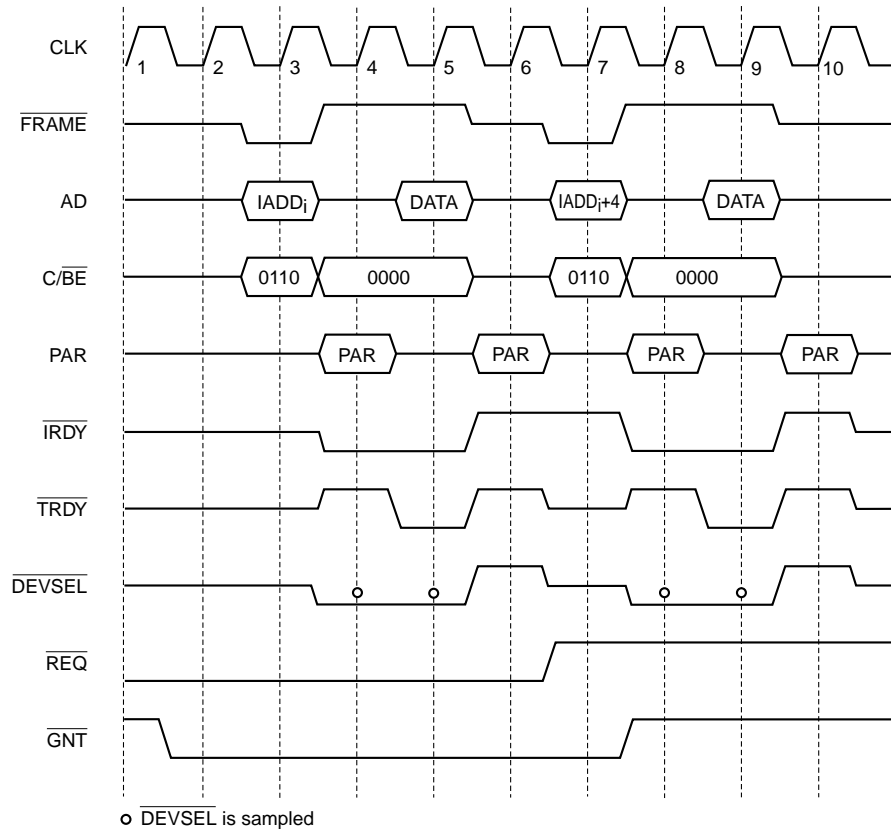 CLK
1 2 3 4 5 6 7 8 9 10
FRAME
AD
IADDi DATA IADDi+4 DATA
C/BE
0110 0000 0110 0000
PAR
PAR PAR PAR PAR
IRDY
TRDY
DEVSEL
REQ
GNT
DEVSEL is sampled